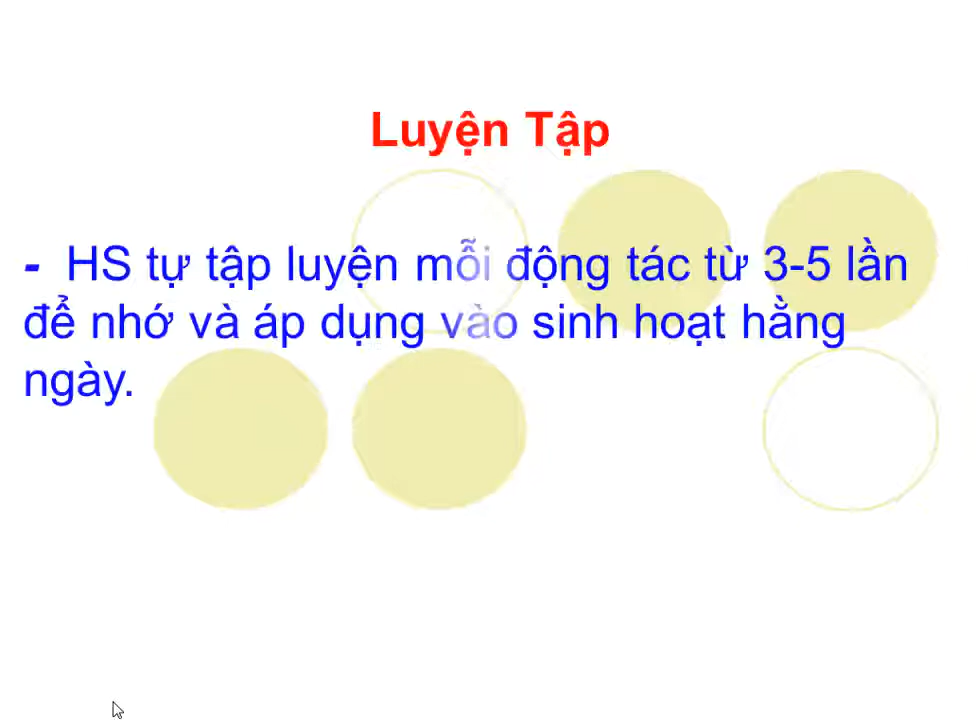 Luyện Tập
- HS tự tập luyện mỗi động tác từ 3-5 lần
để nhớ và áp dụng vào sinh hoạt hằng
ngày.